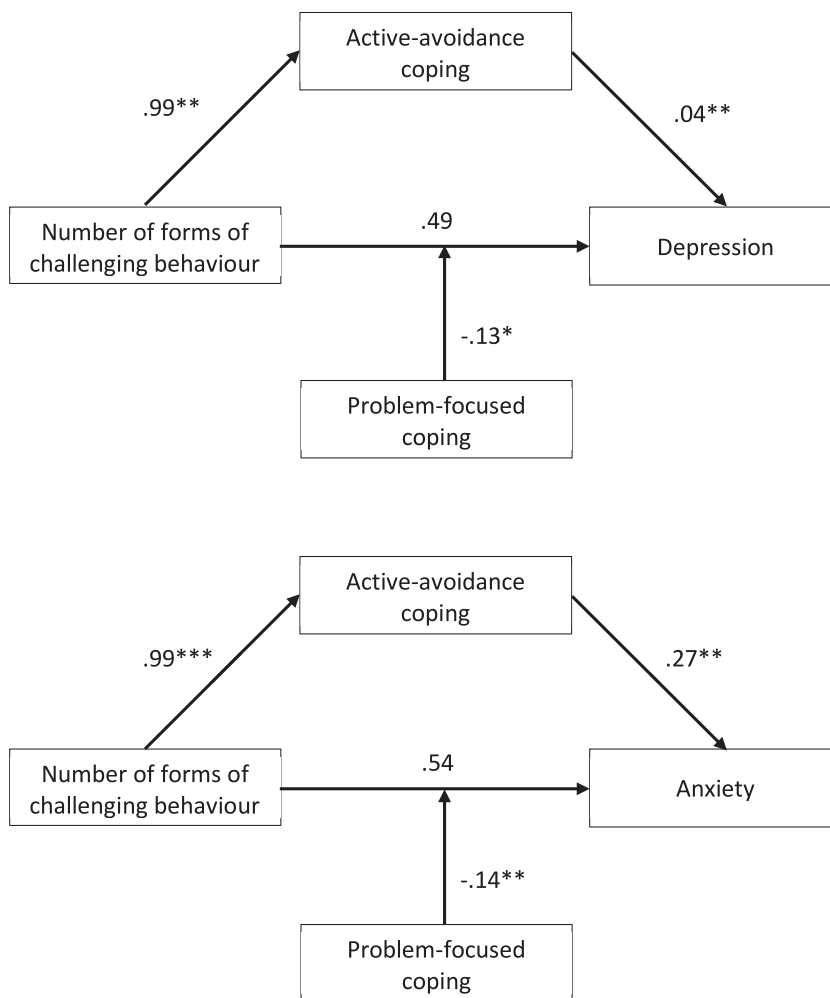 Active-avoidance
coping
.99**
.04**
Number of forms of
challenging behaviour
.49
Depression
-.13*
Problem-focused
coping
Active-avoidance
coping
.99***
.27**
Number of forms of
challenging behaviour
.54
Anxiety
-.14**
Problem-focused
coping